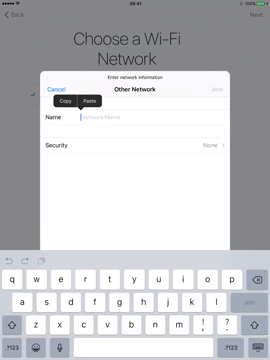 09:41
100%
Back
Next
Choose a Wi-Fi
Network
Enter network information
Cancel
Other Network
Join
Copy
Paste
Name
Network Name
Security
None
q w e r t y u i o p
a s d f g h j k l Join
z x c v b n m ! , ? .
.?123
.?123